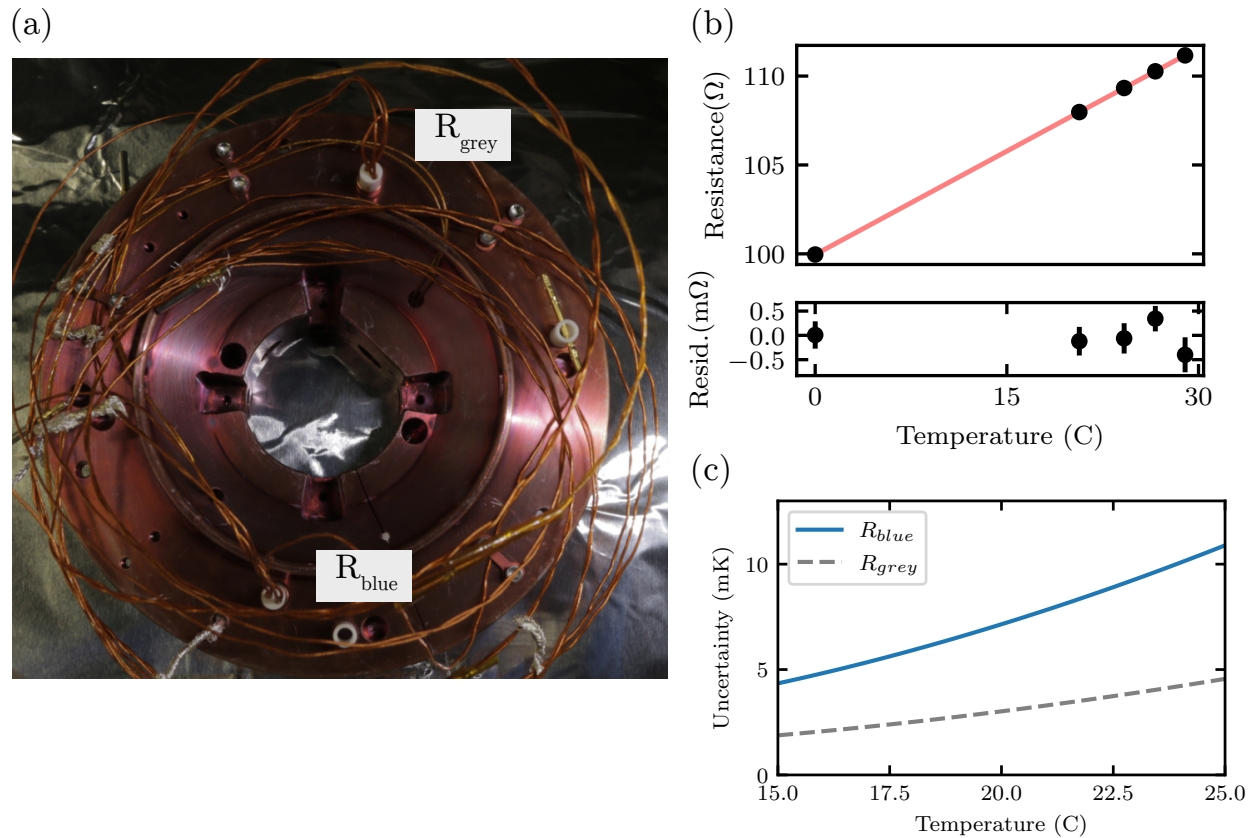 (a)
R_grey
R_blue
(b)
Resistance(Ω)
110
105
100
Resid.(mΩ)
0.5
0.0
−0.5
0
15
30
Temperature (C)
(c)
Uncertainty (mK)
10
5
0
R_blue
R_grey
15.0
17.5
20.0
22.5
25.0
Temperature (C)